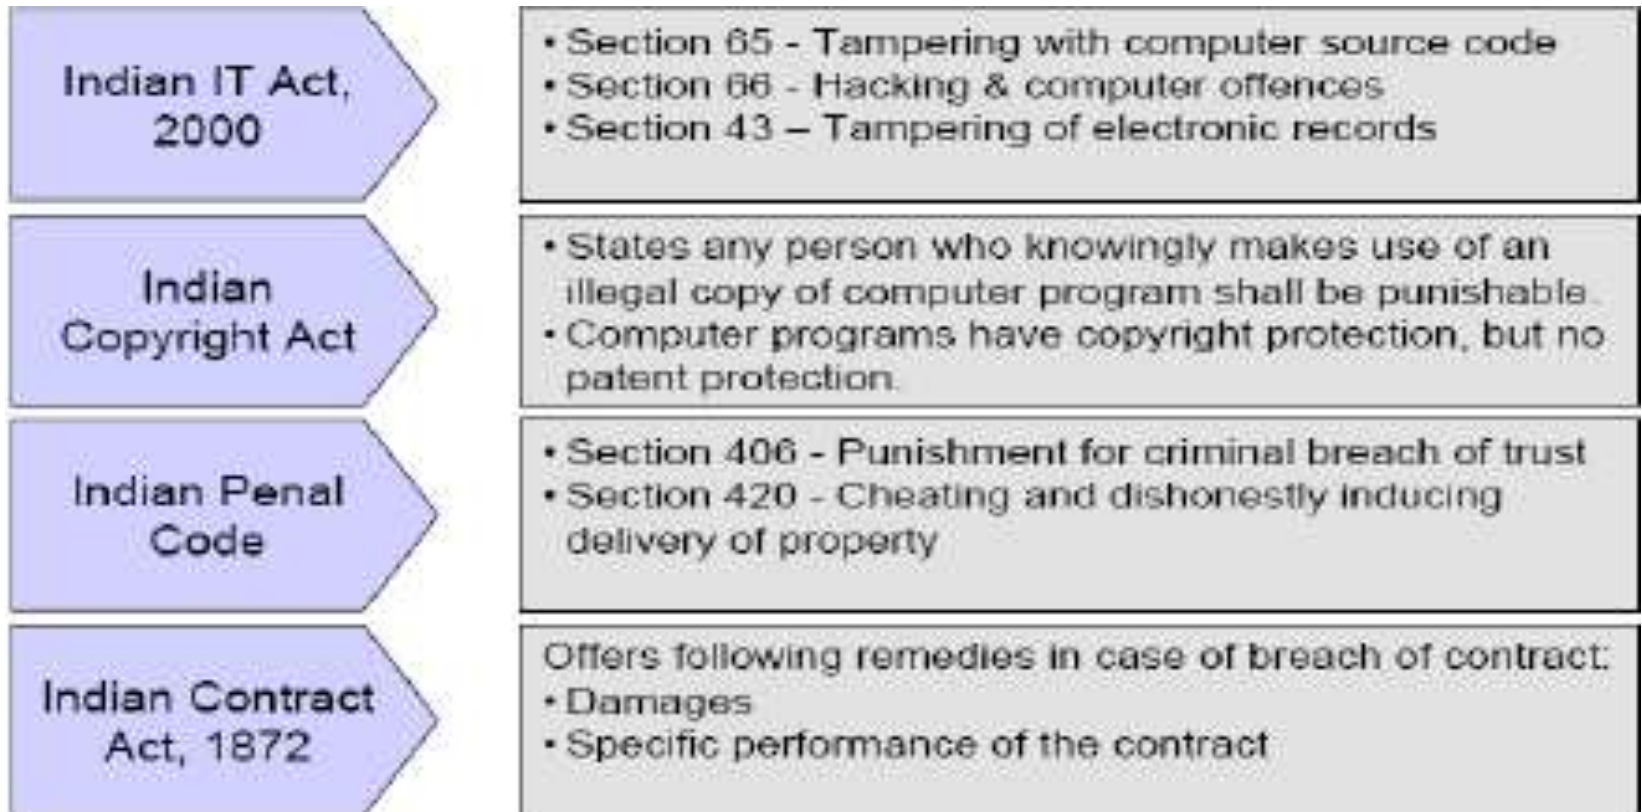 Indian IT Act,
2000
• Section 65 - Tampering with computer source code
• Section 66 - Hacking & computer offences
• Section 43 – Tampering of electronic records
Indian
Copyright Act
• States any person who knowingly makes use of an
illegal copy of computer program shall be punishable.
• Computer programs have copyright protection, but no
patent protection.
Indian Penal
Code
• Section 406 - Punishment for criminal breach of trust
• Section 420 - Cheating and dishonestly inducing
delivery of property
Indian Contract
Act, 1872
Offers following remedies in case of breach of contract:
• Damages
• Specific performance of the contract